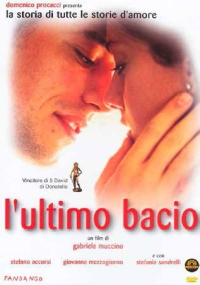 domenico procacci presenta
la storia di tutte le storie d'amore
Vincitore di 5 David
di Donatello
l'ultimo bacio
un film di
gabriele muccino
stefano accorsi
giovanna mezzogiorno
e con
stefania sandrelli
FANDANGO